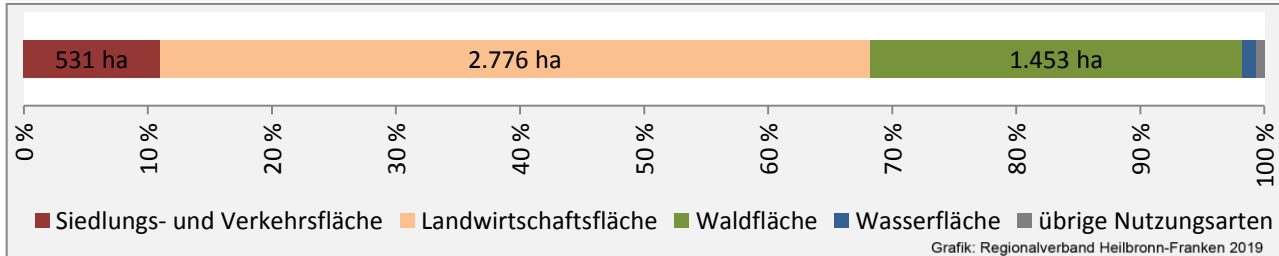 531 ha 2.776 ha 1.453 ha
0 % 10 % 20 % 30 % 40 % 50 % 60 % 70 % 80 % 90 % 100 %
Siedlungs- und Verkehrsfläche Landwirtschaftsfläche Waldfläche Wasserfläche übrige Nutzungsarten
Grafik: Regionalverband Heilbronn-Franken 2019